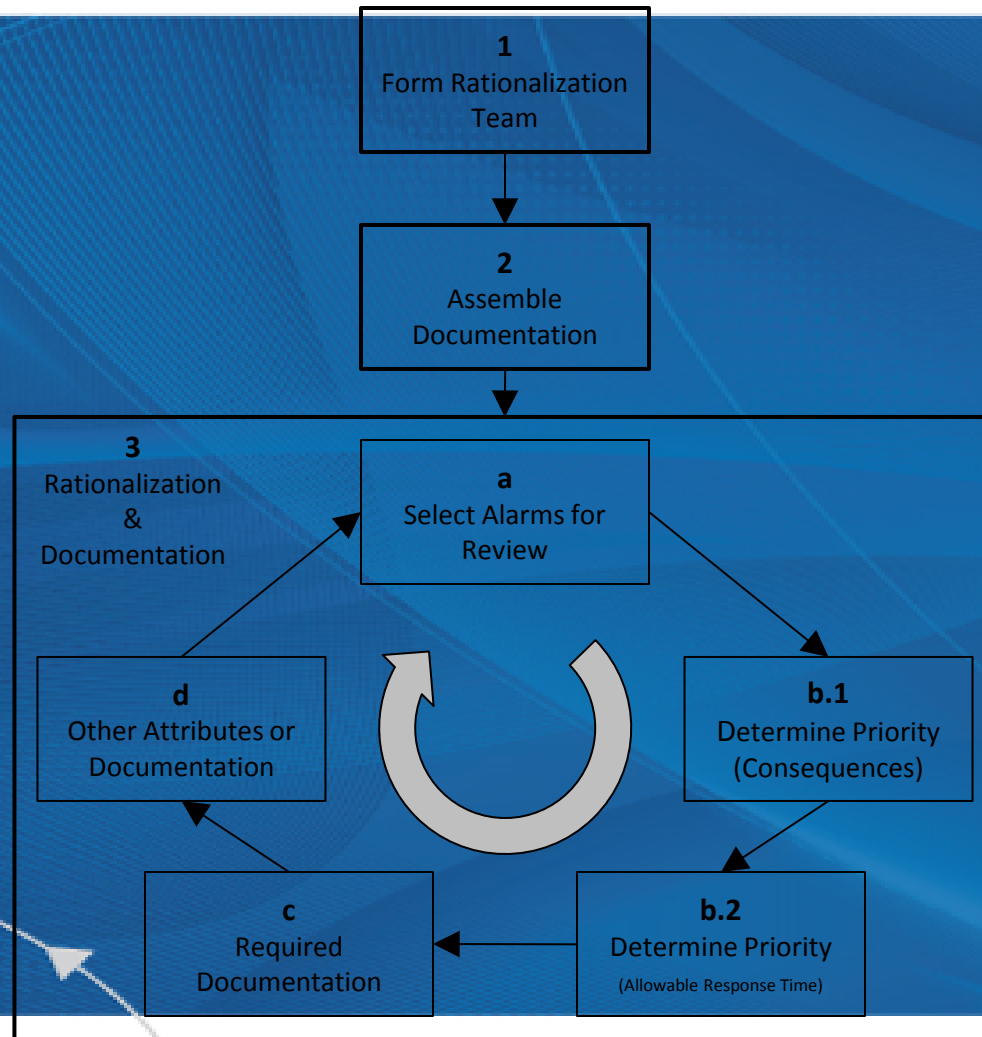 1
Form Rationalization
Team
2
Assemble
Documentation
3
Rationalization
&
Documentation
a
Select Alarms for
Review
b.1
Determine Priority
(Consequences)
b.2
Determine Priority
(Allowable Response Time)
c
Required
Documentation
d
Other Attributes or
Documentation